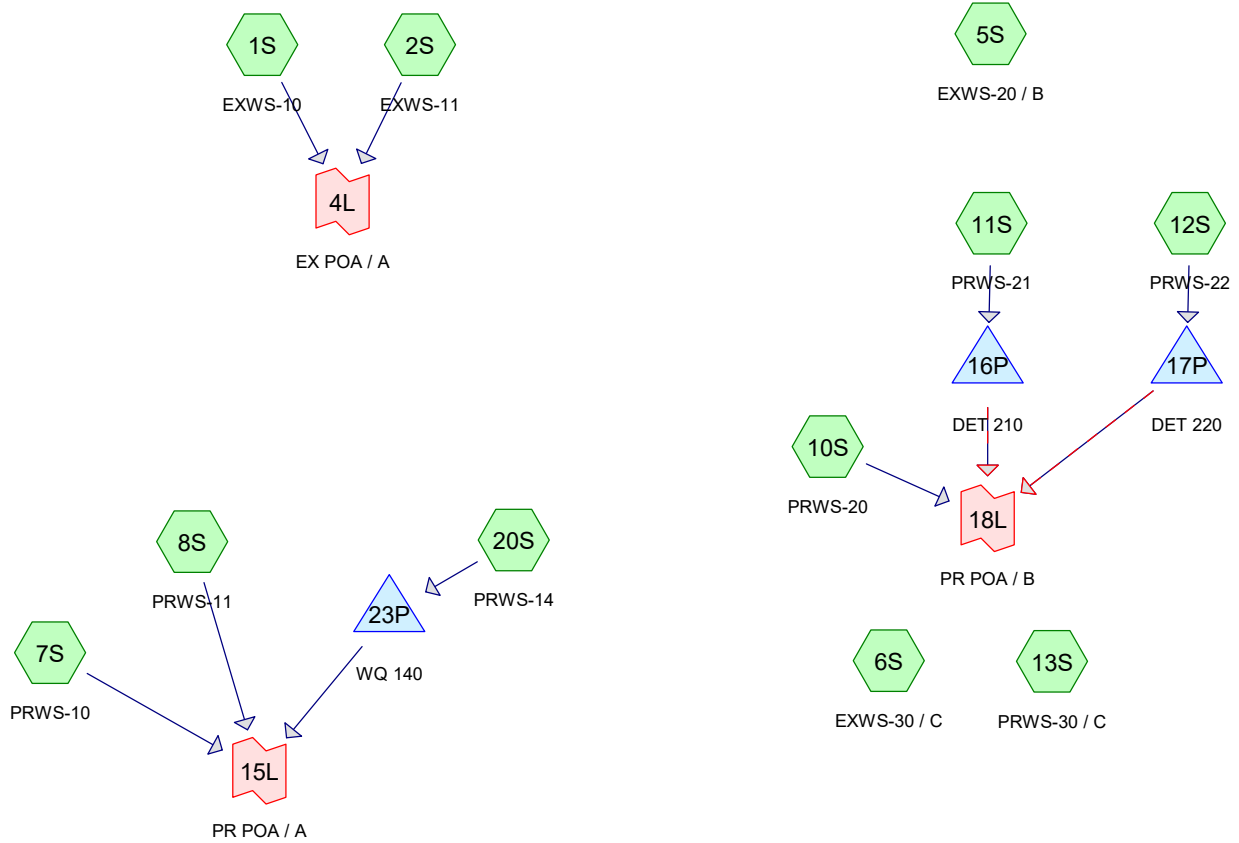 1S
EXWS-10
2S
EXWS-11
4L
EX POA / A
5S
EXWS-20 / B
11S
PRWS-21
12S
PRWS-22
16P
DET 210
17P
DET 220
10S
PRWS-20
18L
PR POA / B
8S
PRWS-11
20S
PRWS-14
23P
WQ 140
7S
PRWS-10
15L
PR POA / A
6S
EXWS-30 / C
13S
PRWS-30 / C